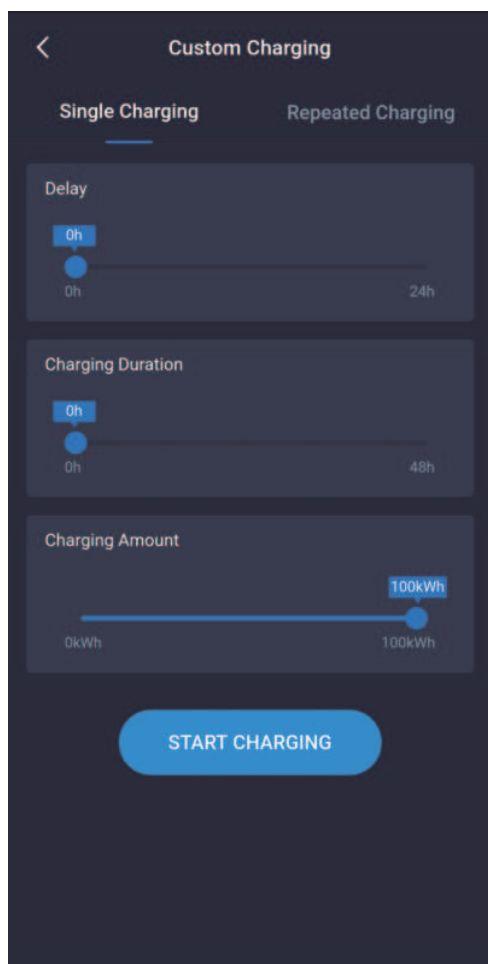 Custom Charging
Single Charging Repeated Charging
Delay
0h
0h 24h
Charging Duration
0h
0h 48h
Charging Amount
100kWh
0kWh 100kWh
START CHARGING